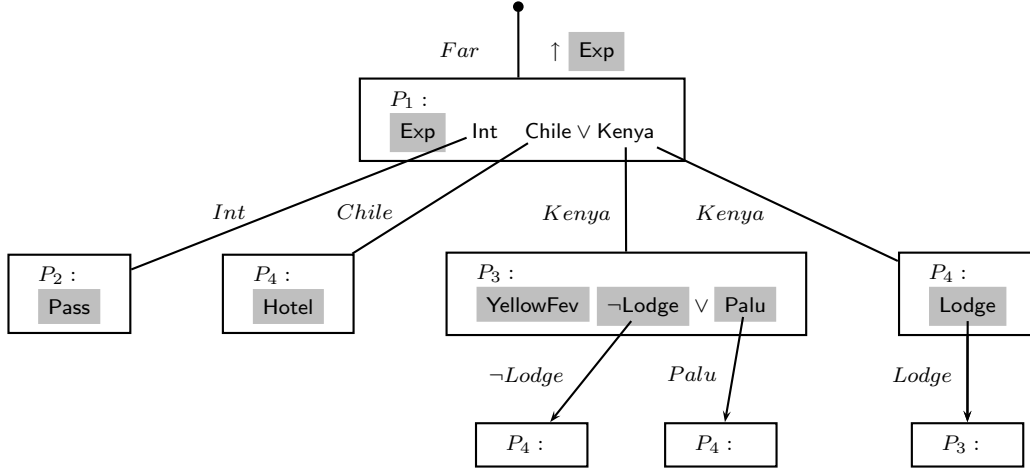 Far ↑ Exp
P₁ :
Exp Int Chile ∨ Kenya
Int Chile Kenya Kenya
P₂ : P₄ : P₃ : P₄ :
Pass Hotel YellowFev ¬Lodge ∨ Palu Lodge
¬Lodge Palu Lodge
P₄ : P₄ : P₃ :